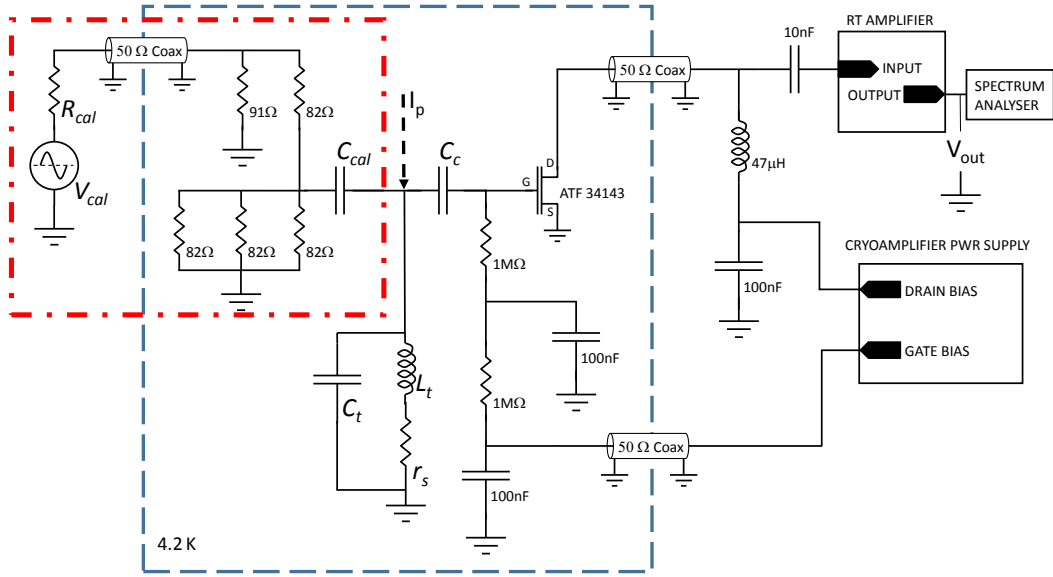 50 Ω Coax
R_cal
V_cal
91Ω
82Ω
82Ω
82Ω
82Ω
C_cal
I_p
C_c
G
D
S
ATF 34143
1MΩ
100nF
1MΩ
100nF
C_t
L_t
r_s
4.2 K
50 Ω Coax
50 Ω Coax
10nF
47μH
100nF
RT AMPLIFIER
INPUT
OUTPUT
SPECTRUM
ANALYSER
V_out
CRYOAMPLIFIER PWR SUPPLY
DRAIN BIAS
GATE BIAS